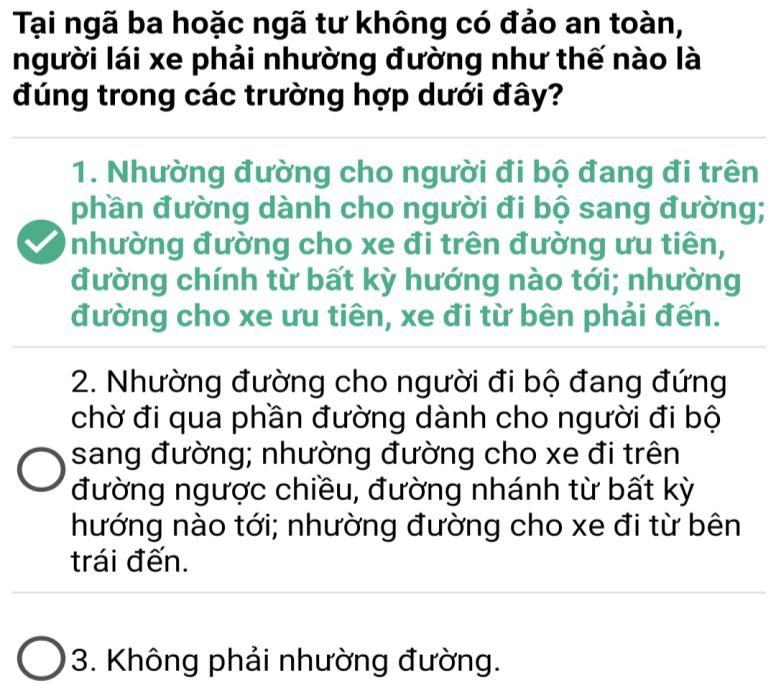 Tại ngã ba hoặc ngã tư không có đảo an toàn,
người lái xe phải nhường đường như thế nào là
đúng trong các trường hợp dưới đây?
1. Nhường đường cho người đi bộ đang đi trên
phần đường dành cho người đi bộ sang đường;
nhường đường cho xe đi trên đường ưu tiên,
đường chính từ bất kỳ hướng nào tới; nhường
đường cho xe ưu tiên, xe đi từ bên phải đến.
2. Nhường đường cho người đi bộ đang đứng
chờ đi qua phần đường dành cho người đi bộ
sang đường; nhường đường cho xe đi trên
đường ngược chiều, đường nhánh từ bất kỳ
hướng nào tới; nhường đường cho xe đi từ bên
trái đến.
3. Không phải nhường đường.